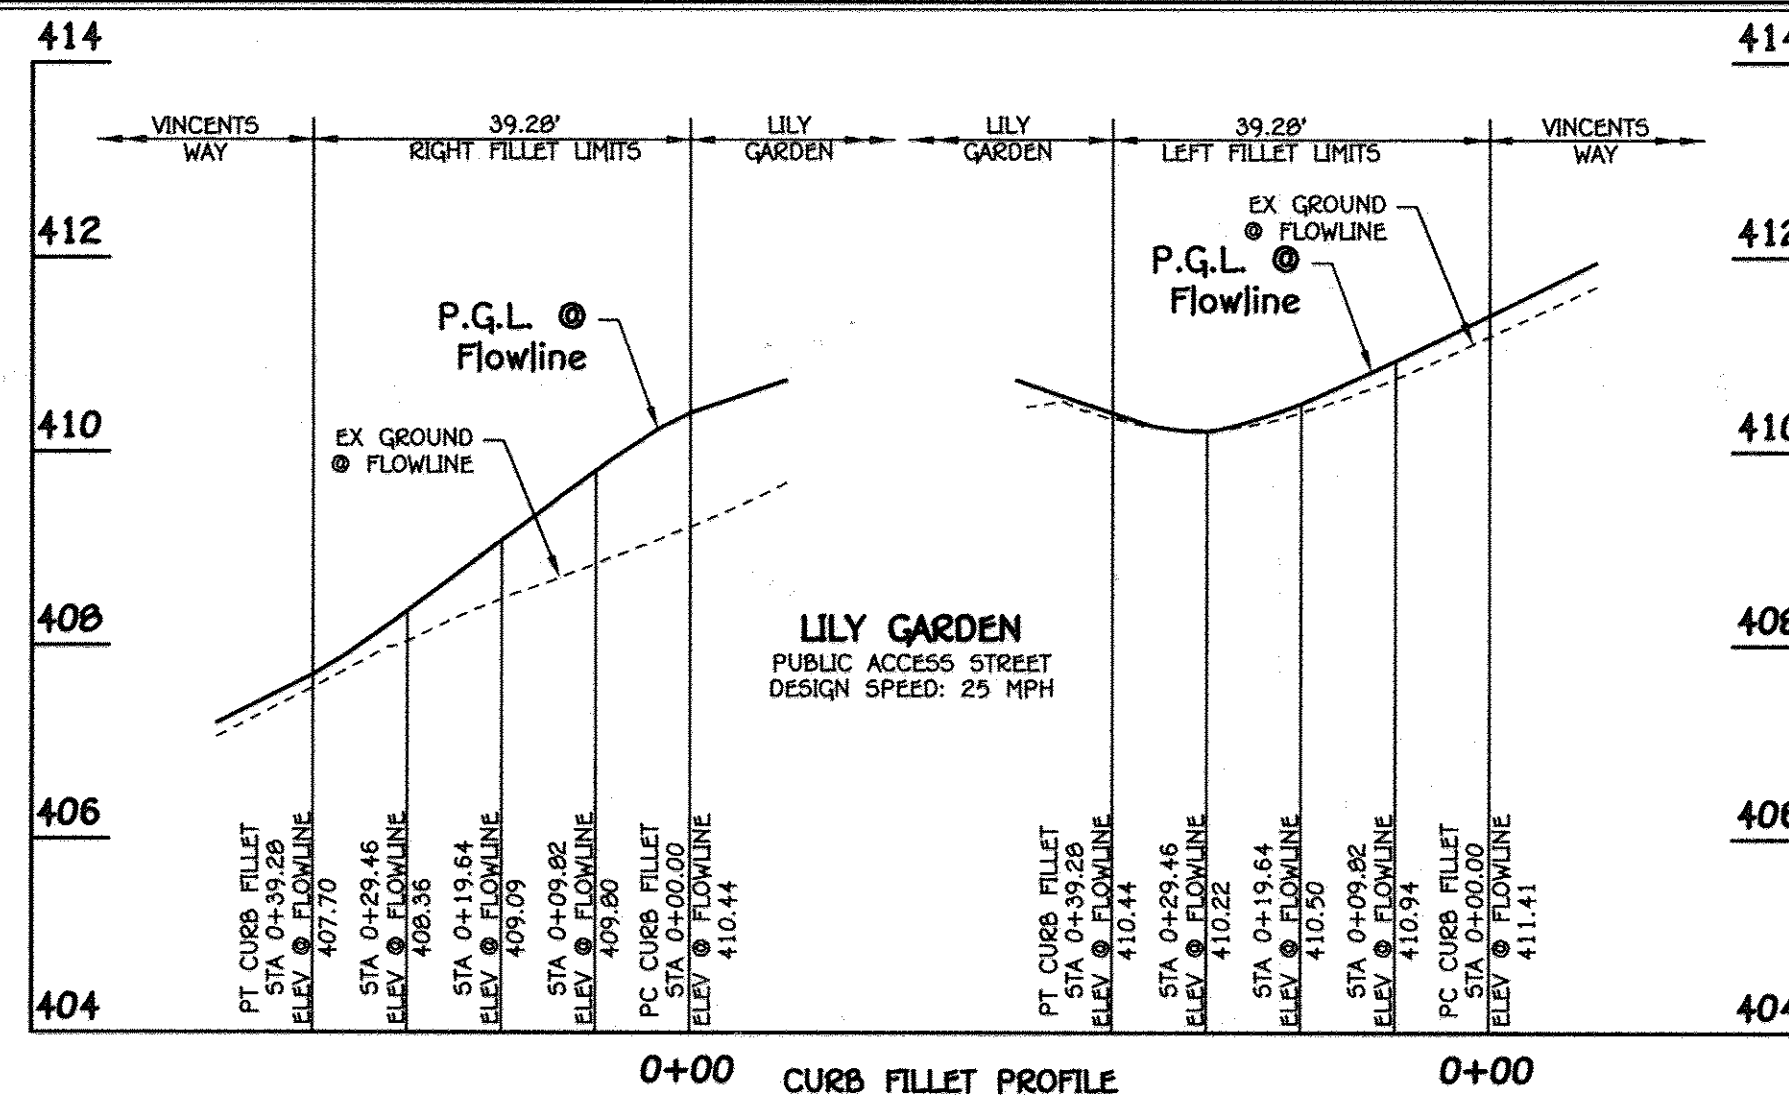 414
412
410
408
406
404
VINCENTS
WAY
39.28'
RIGHT FILLET LIMITS
LILY
GARDEN
LILY
GARDEN
39.28'
LEFT FILLET LIMITS
VINCENTS
WAY
P.G.L. @
Flowline
EX GROUND
@ FLOWLINE
EX GROUND
@ FLOWLINE
P.G.L. @
Flowline
LILY GARDEN
PUBLIC ACCESS STREET
DESIGN SPEED: 25 MPH
PT CURB FILLET
STA 0+39.28
ELEV @ FLOWLINE
407.70
STA 0+29.46
ELEV @ FLOWLINE
408.36
STA 0+19.64
ELEV @ FLOWLINE
409.09
STA 0+09.82
ELEV @ FLOWLINE
409.80
PC CURB FILLET
STA 0+00.00
ELEV @ FLOWLINE
410.44
PT CURB FILLET
STA 0+39.28
ELEV @ FLOWLINE
410.44
STA 0+29.46
ELEV @ FLOWLINE
410.22
STA 0+19.64
ELEV @ FLOWLINE
410.50
STA 0+09.82
ELEV @ FLOWLINE
410.94
PC CURB FILLET
STA 0+00.00
ELEV @ FLOWLINE
411.41
414
412
410
408
406
404
0+00
CURB FILLET PROFILE
0+00